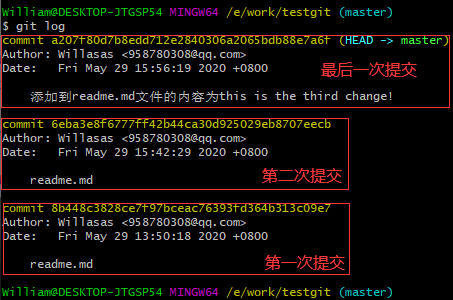 William@DESKTOP-JTGSP54 MINGW64 /e/work/testgit (master)
$ git log
commit a207f80d7b8edd712e2840306a2065bdb88e7a6f (HEAD -> master)
Author: Willasas <958780308@qq.com>
Date:   Fri May 29 15:56:19 2020 +0800
最后一次提交
添加到readme.md文件的内容为this is the third change!
commit 6eba3e8f6777ff42b44ca30d925029eb8707eecb
Author: Willasas <958780308@qq.com>
Date:   Fri May 29 15:42:29 2020 +0800
readme.md
第二次提交
commit 8b448c3828ce7f97bceac76393fd364b313c09e7
Author: Willasas <958780308@qq.com>
Date:   Fri May 29 13:50:18 2020 +0800
readme.md
第一次提交
William@DESKTOP-JTGSP54 MINGW64 /e/work/testgit (master)